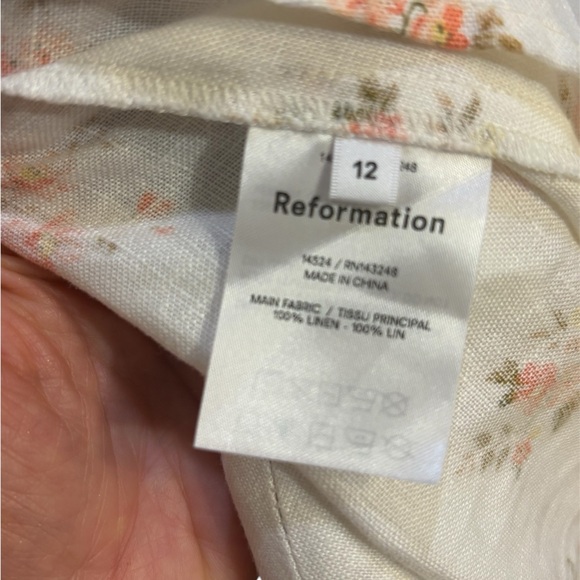 12
Reformation
14524 / RN143248
MADE IN CHINA
MAIN FABRIC / TISSU PRINCIPAL
100% LINEN - 100% LIN